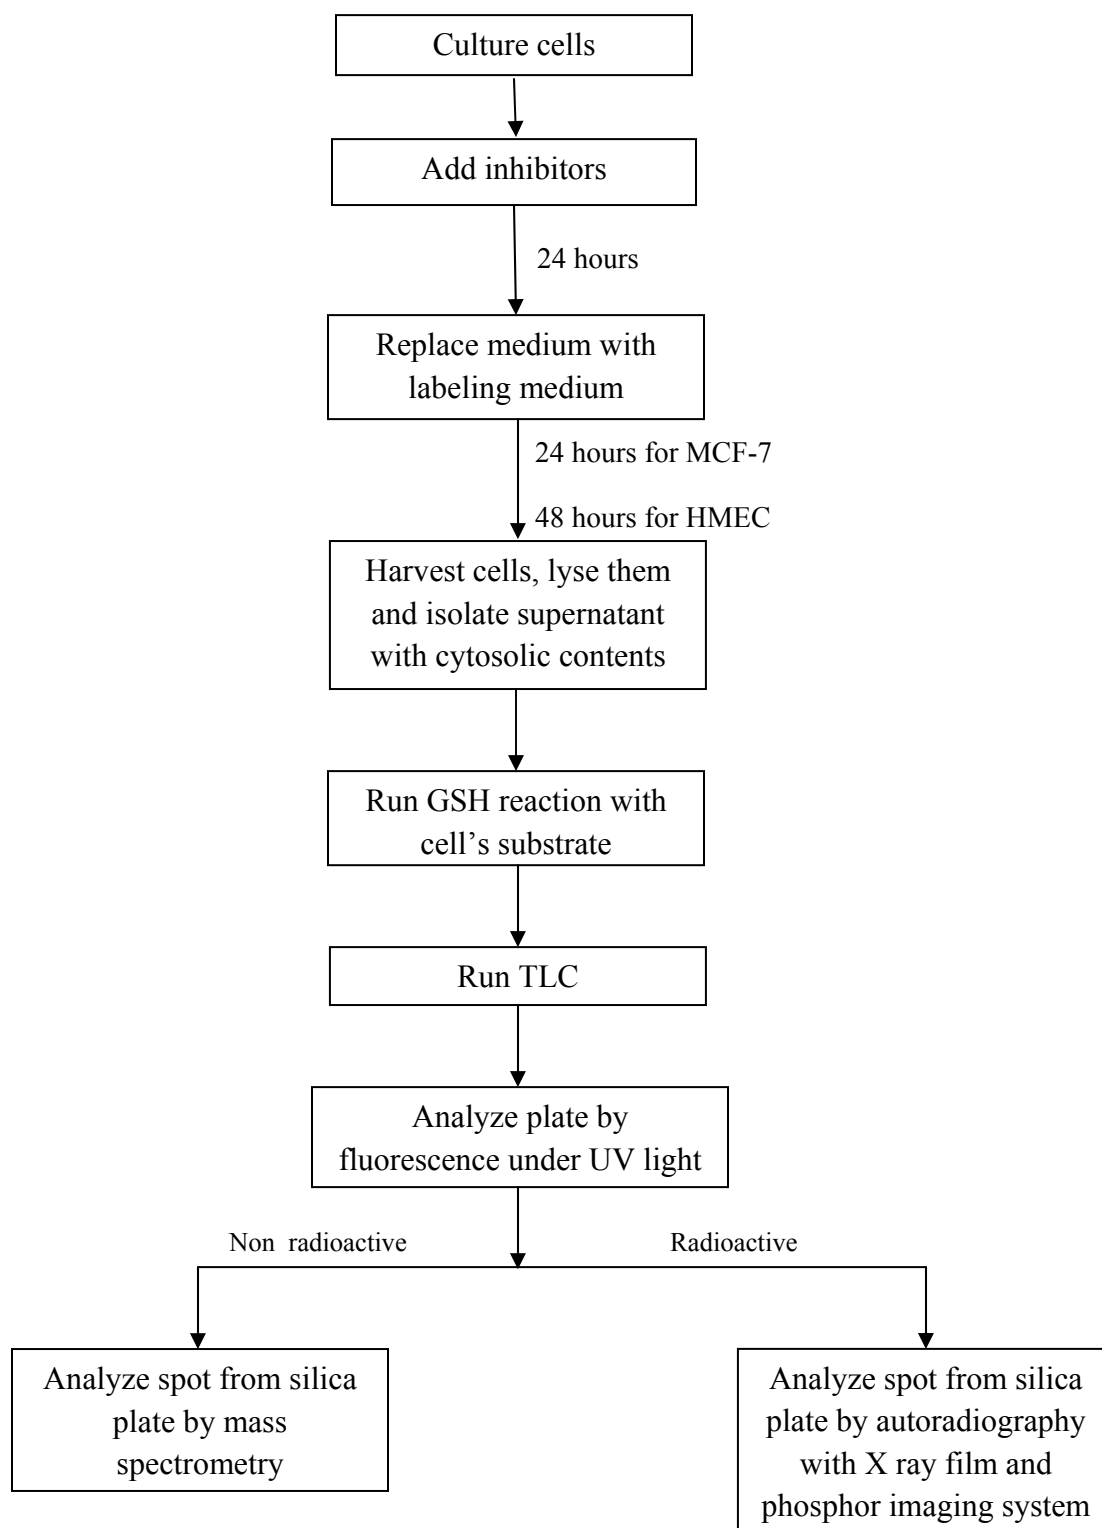 Culture cells
Add inhibitors
24 hours
Replace medium with
labeling medium
24 hours for MCF-7
48 hours for HMEC
Harvest cells, lyse them
and isolate supernatant
with cytosolic contents
Run GSH reaction with
cell’s substrate
Run TLC
Analyze plate by
fluorescence under UV light
Non radioactive
Radioactive
Analyze spot from silica
plate by mass
spectrometry
Analyze spot from silica
plate by autoradiography
with X ray film and
phosphor imaging system